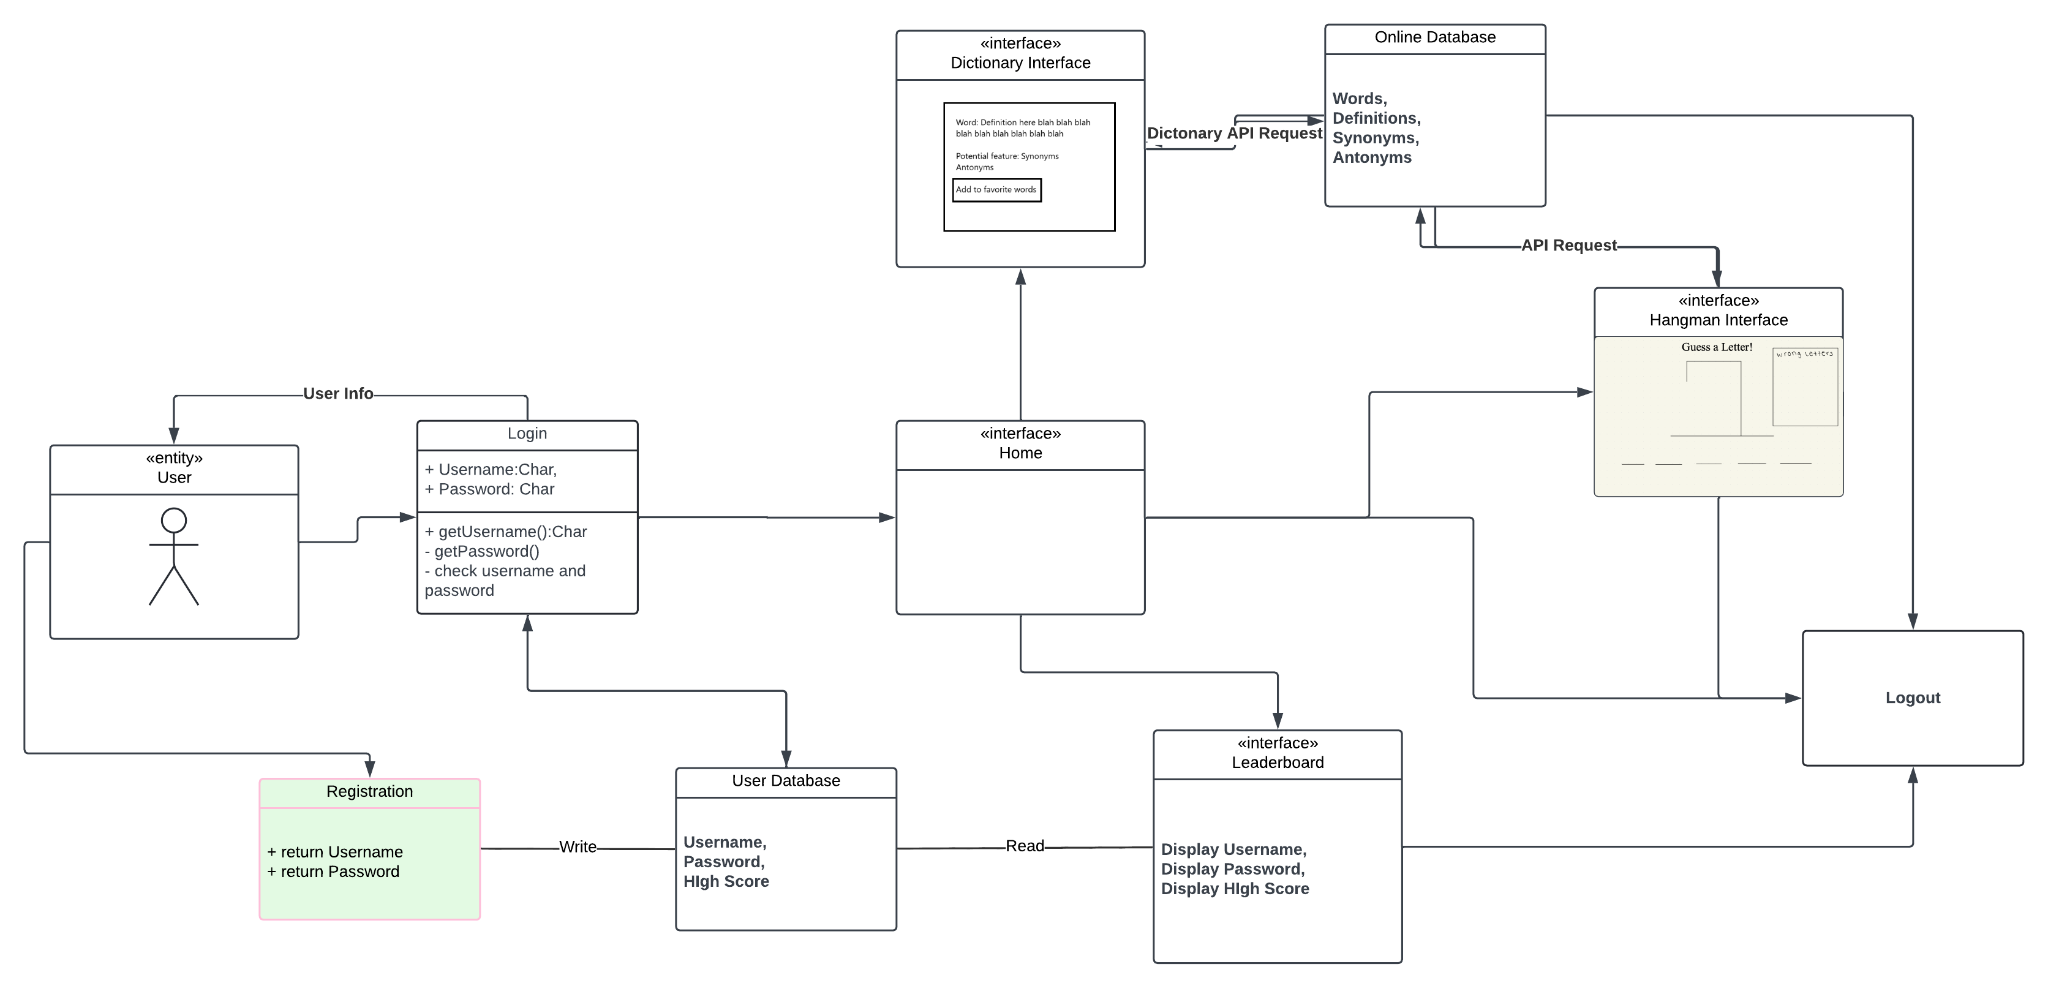 «interface»
Dictionary Interface
Word: Definition here blah blah blah
blah blah blah blah blah blah
Potential feature: Synonyms
Antonyms
Add to favorite words
Dictonary API Request
Online Database
Words,
Definitions,
Synonyms,
Antonyms
API Request
«interface»
Hangman Interface
Guess a Letter!
Wrong Letters
User Info
«entity»
User
Login
+ Username:Char,
+ Password: Char
+ getUsername():Char
- getPassword()
- check username and
password
«interface»
Home
Logout
Registration
+ return Username
+ return Password
Write
User Database
Username,
Password,
HIgh Score
Read
«interface»
Leaderboard
Display Username,
Display Password,
Display HIgh Score